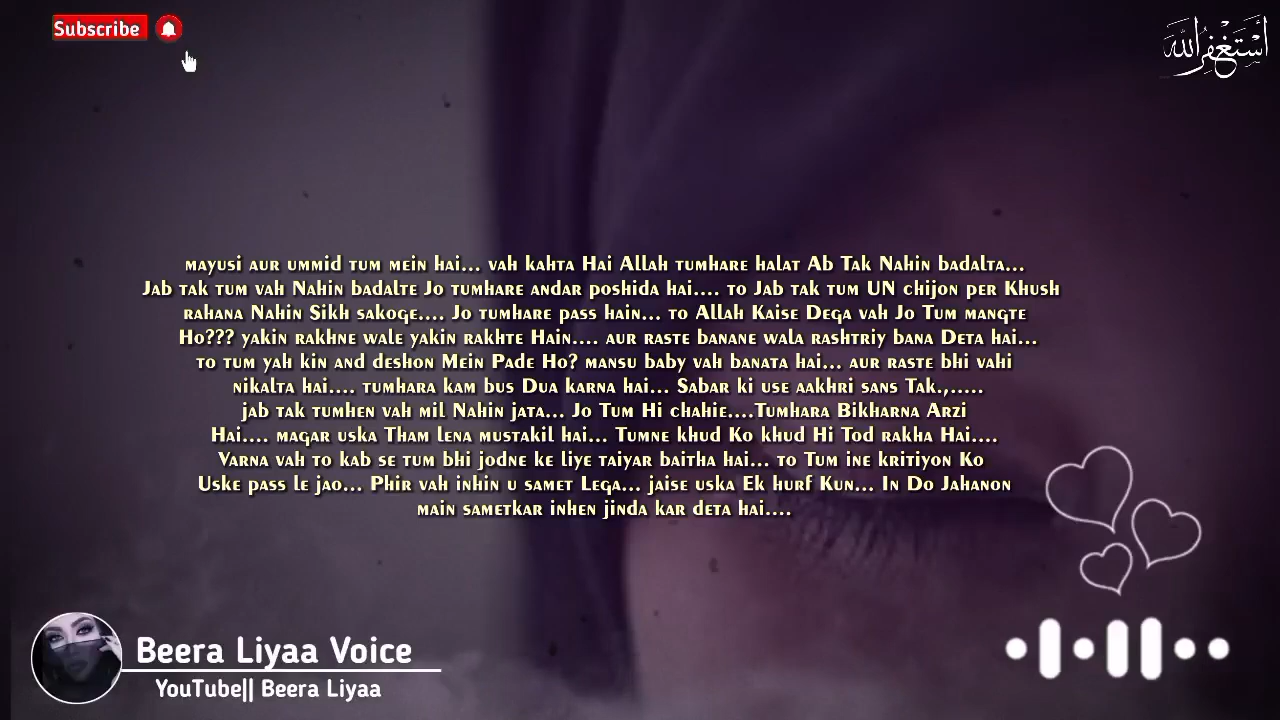 Subscribe
أستغفر الله
mayusi aur ummid tum mein hai... vah kahta Hai Allah tumhare halat Ab Tak Nahin badalta...
Jab tak tum vah Nahin badalte Jo tumhare andar poshida hai.... to Jab tak tum UN chijon per Khush
rahana Nahin Sikh sakoge.... Jo tumhare pass hain... to Allah Kaise Dega vah Jo Tum mangte
Ho??? yakin rakhne wale yakin rakhte Hain.... aur raste banane wala rashtriy bana Deta hai...
to tum yah kin and deshon Mein Pade Ho? mansu baby vah banata hai... aur raste bhi vahi
nikalta hai.... tumhara kam bus Dua karna hai... Sabar ki use aakhri sans Tak.,.....
jab tak tumhen vah mil Nahin jata... Jo Tum Hi chahie....Tumhara Bikharna Arzi
Hai.... magar uska Tham lena mustakil hai... Tumne khud Ko khud Hi Tod rakha Hai....
Varna vah to kab se tum bhi jodne ke liye taiyar baitha hai... to Tum ine kritiyon Ko
Uske pass le jao... Phir vah inhin u samet Lega... jaise uska Ek hurf Kun... In Do Jahanon
main sametkar inhen jinda kar deta hai....
Beera Liyaa Voice
YouTube|| Beera Liyaa